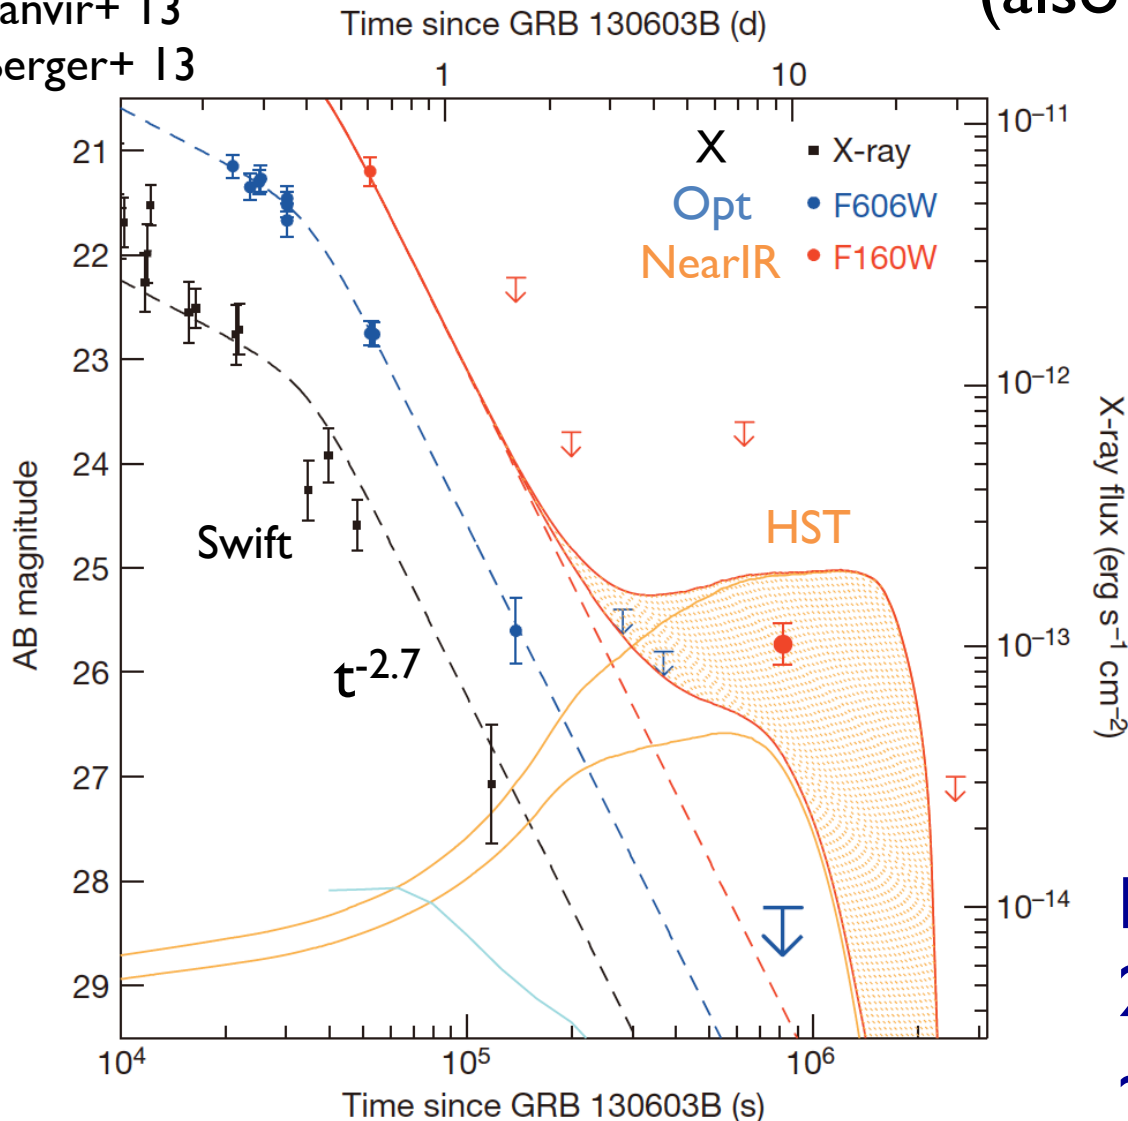 13
Time since GRB 130603B (d)
(also
13
1
10
21
22
23
24
25
26
27
28
29
AB magnitude
X
Opt
NearIR
X-ray
F606W
F160W
HST
Swift
t⁻²·⁷
10⁻¹¹
10⁻¹²
10⁻¹³
10⁻¹⁴
X-ray flux (erg s⁻¹ cm⁻²)
10⁴
10⁵
10⁶
Time since GRB 130603B (s)